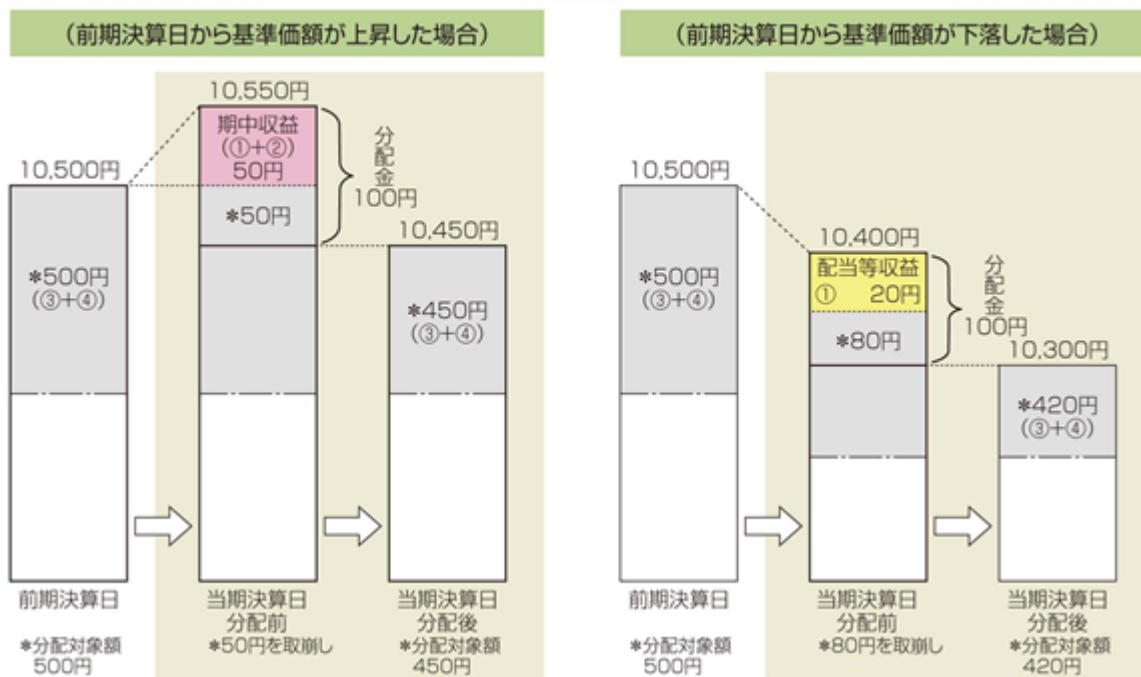 （前期決算日から基準価額が上昇した場合）
10,550円
期中収益
（①＋②）
50円
＊50円
分配金
100円
10,500円
＊500円
（③＋④）
10,450円
＊450円
（③＋④）
前期決算日
＊分配対象額
500円
当期決算日
分配前
＊50円を取崩し
当期決算日
分配後
＊分配対象額
450円
（前期決算日から基準価額が下落した場合）
10,500円
＊500円
（③＋④）
10,400円
配当等収益
① 20円
＊80円
分配金
100円
10,300円
＊420円
（③＋④）
前期決算日
＊分配対象額
500円
当期決算日
分配前
＊80円を取崩し
当期決算日
分配後
＊分配対象額
420円